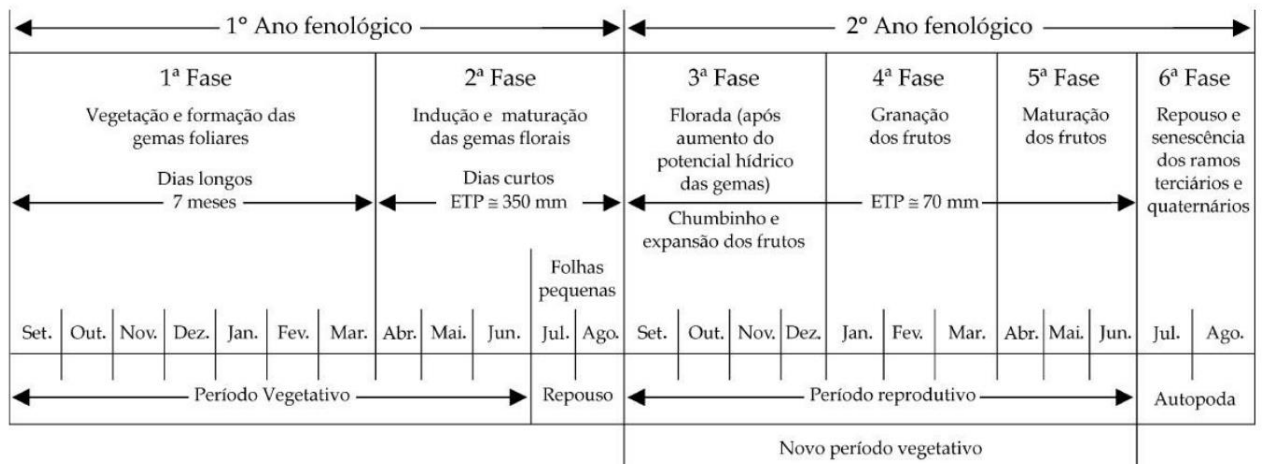 1º Ano fenológico
2º Ano fenológico
1ª Fase
Vegetação e formação das
gemas foliares
Dias longos
7 meses
2ª Fase
Indução e maturação
das gemas florais
Dias curtos
ETP ≅ 350 mm
Folhas
pequenas
3ª Fase
Florada (após
aumento do
potencial hídrico
das gemas)
Chumbinho e
expansão dos frutos
4ª Fase
Granação
dos frutos
ETP ≅ 70 mm
5ª Fase
Maturação
dos frutos
6ª Fase
Repouso e
senescência
dos ramos
terciários e
quaternários
Set. Out. Nov. Dez. Jan. Fev. Mar. Abr. Mai. Jun. Jul. Ago. Set. Out. Nov. Dez. Jan. Fev. Mar. Abr. Mai. Jun. Jul. Ago.
Período Vegetativo
Repouso
Período reprodutivo
Autopoda
Novo período vegetativo